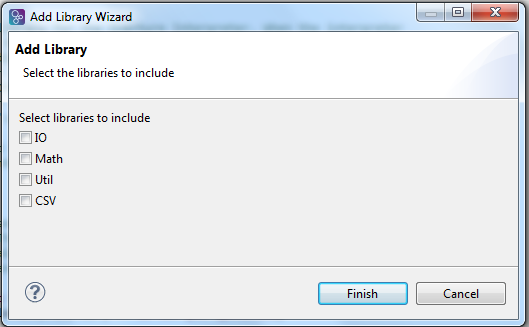 Add Library Wizard
Add Library
Select the libraries to include
Select libraries to include
IO
Math
Util
CSV
?
Finish
Cancel